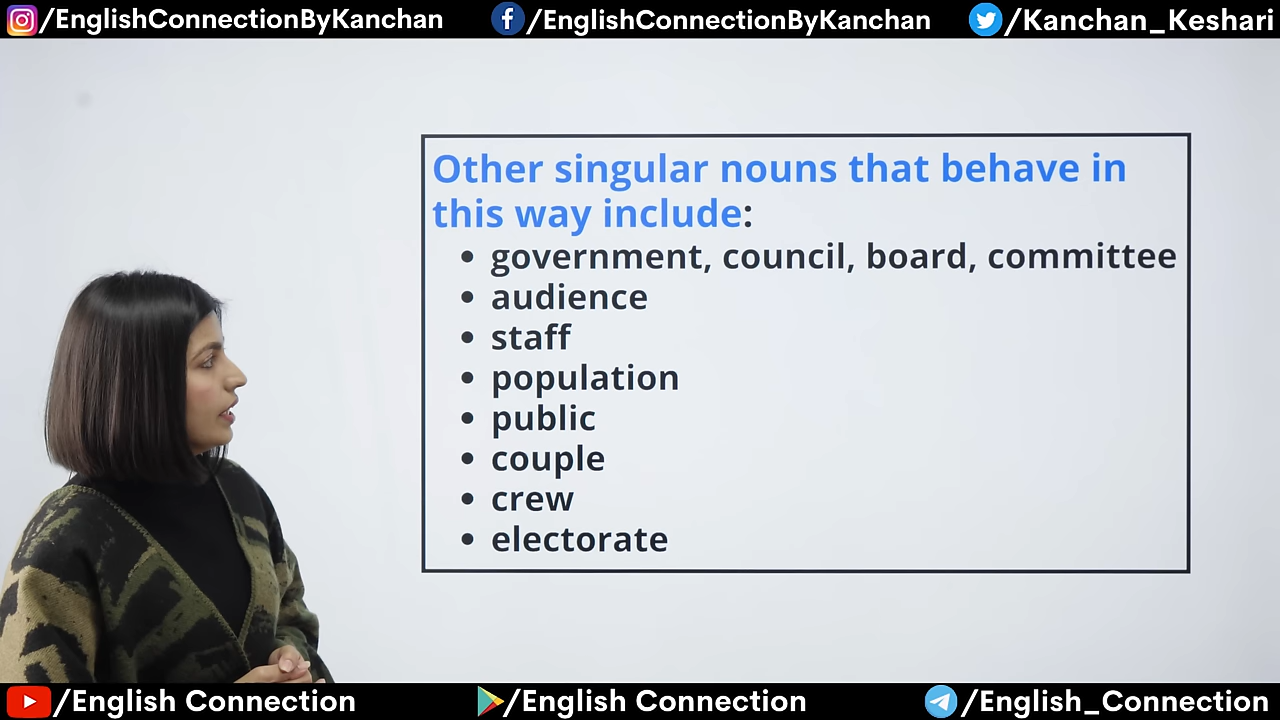 /EnglishConnectionByKanchan
/EnglishConnectionByKanchan
/Kanchan_Keshari
Other singular nouns that behave in
this way include:
• government, council, board, committee
• audience
• staff
• population
• public
• couple
• crew
• electorate
/English Connection
/English Connection
/English_Connection